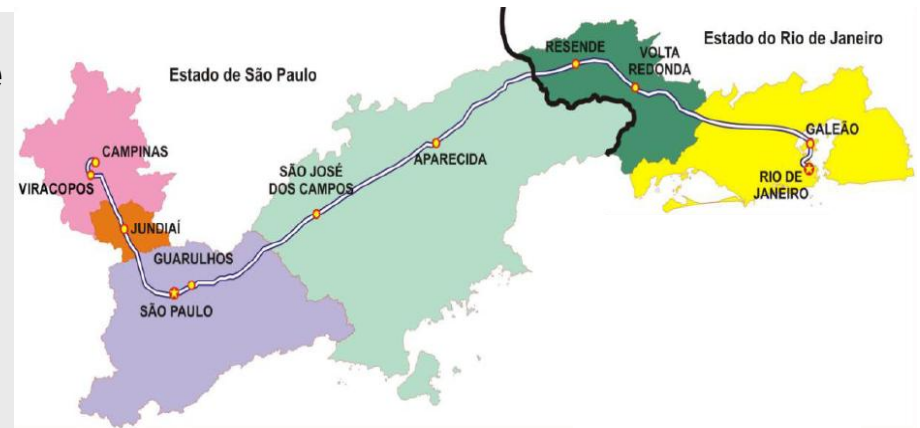 e
Estado de São Paulo
Estado do Rio de Janeiro
RESENDE
VOLTA
REDONDA
CAMPINAS
VIRACOPOS
JUNDIAÍ
GUARULHOS
SÃO PAULO
SÃO JOSÉ
DOS CAMPOS
APARECIDA
GALEÃO
RIO DE
JANEIRO